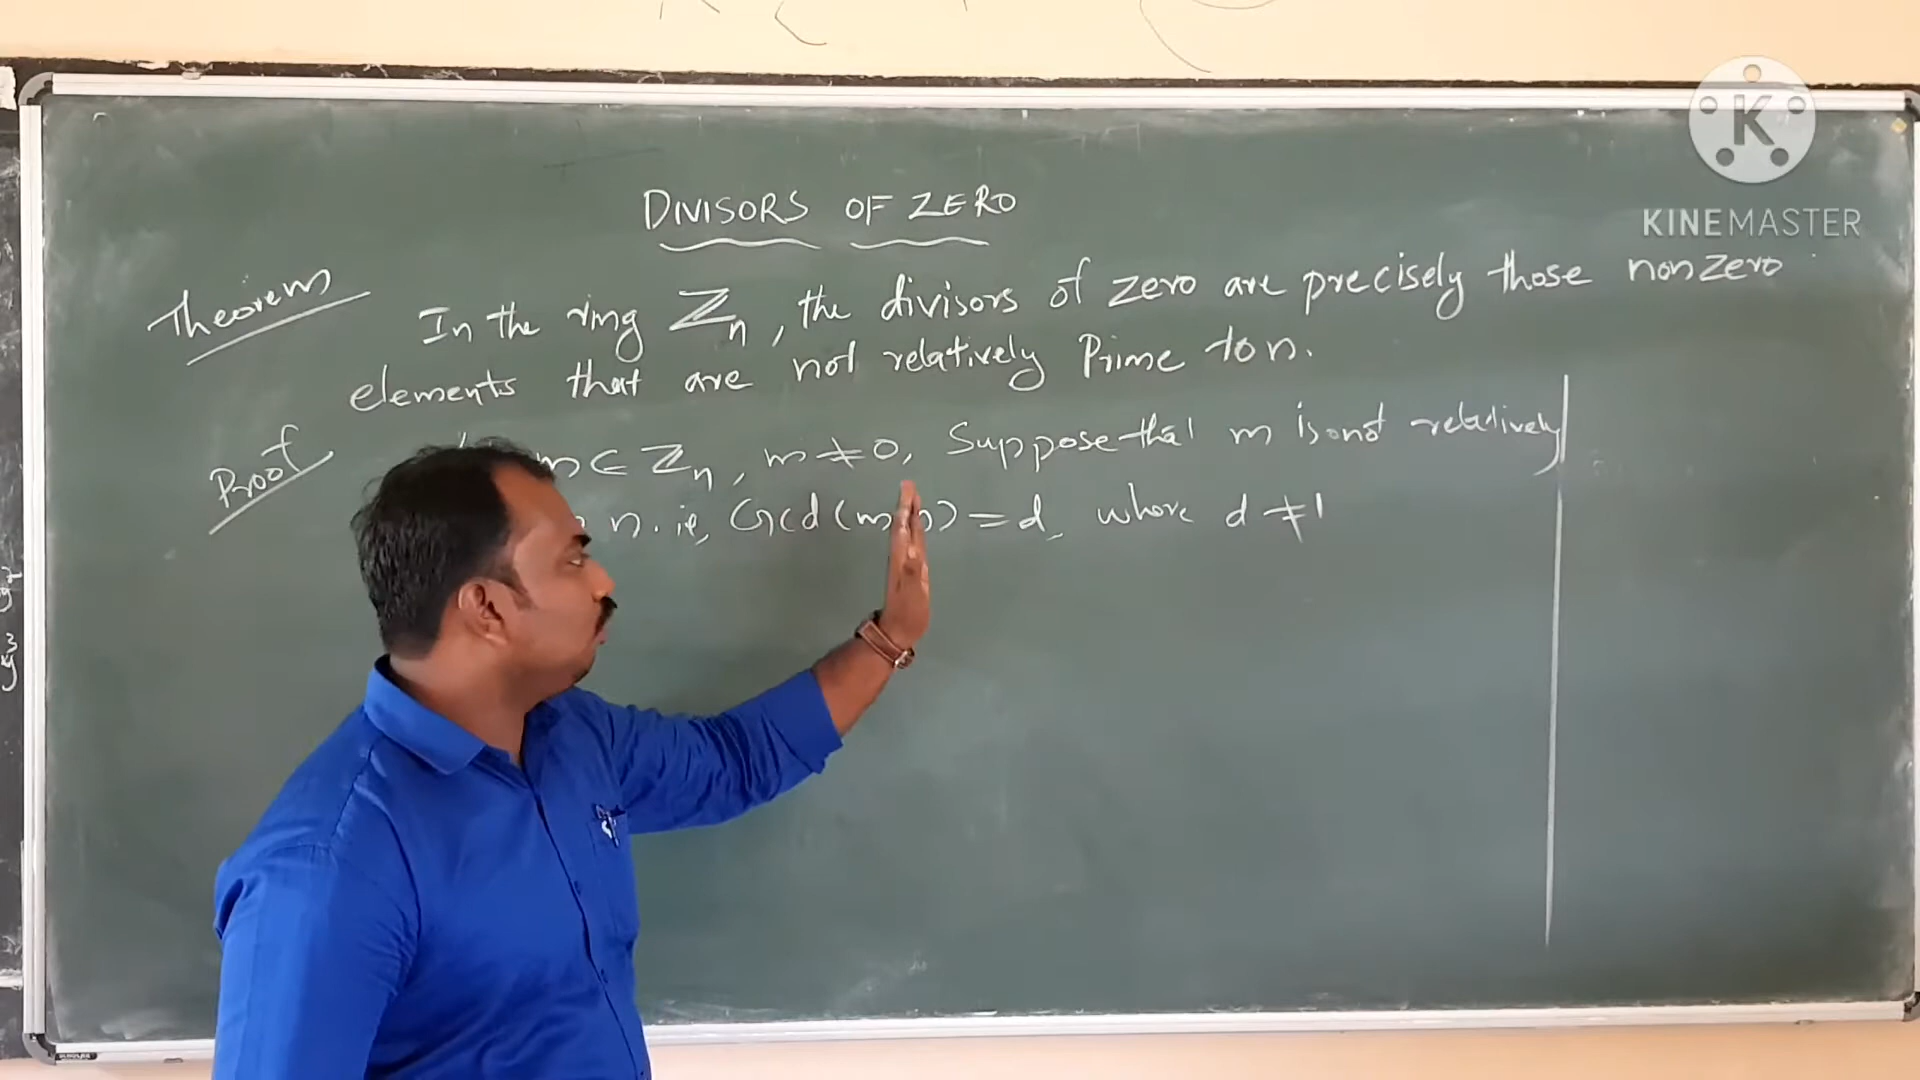 DIVISORS OF ZERO
Theorem In the ring ℤn, the divisors of zero are precisely those nonzero
elements that are not relatively Prime to n.
Proof m ∈ ℤn, m ≠ 0, Suppose that m is not relatively
n. ie, Gcd(m, n) = d, where d ≠ 1
K
KINEMASTER